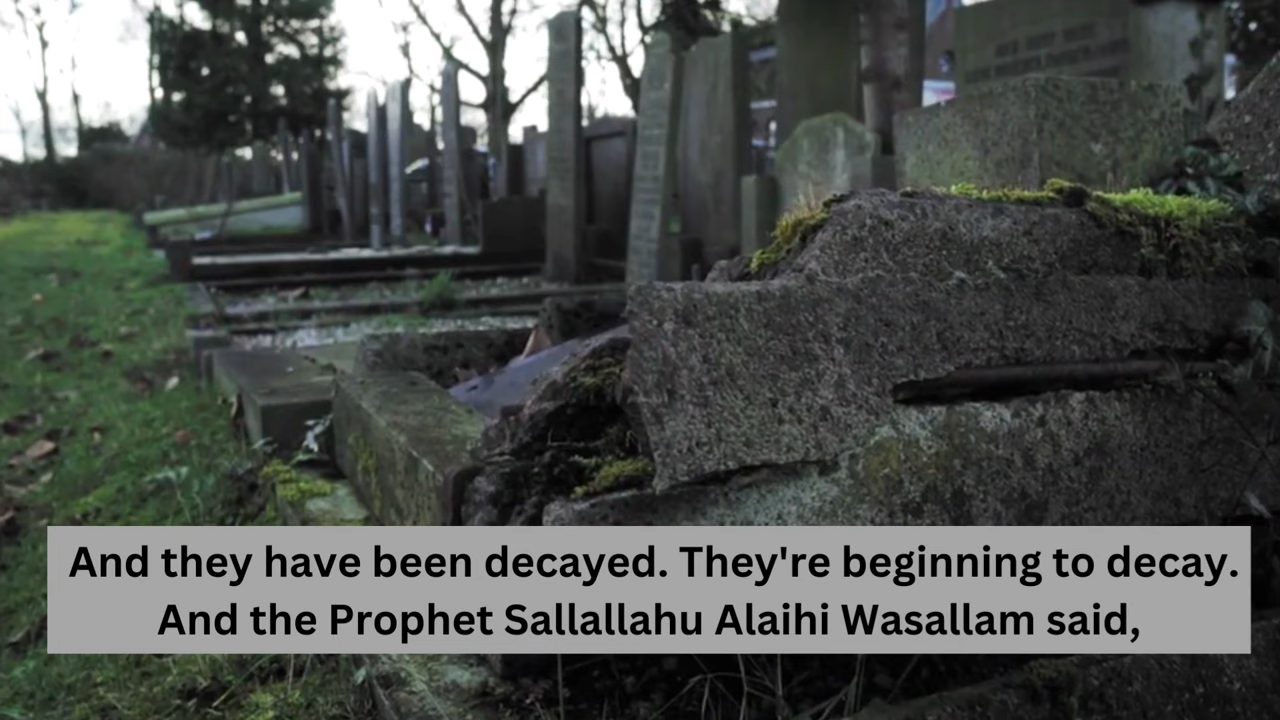 And they have been decayed. They're beginning to decay.
And the Prophet Sallallahu Alaihi Wasallam said,